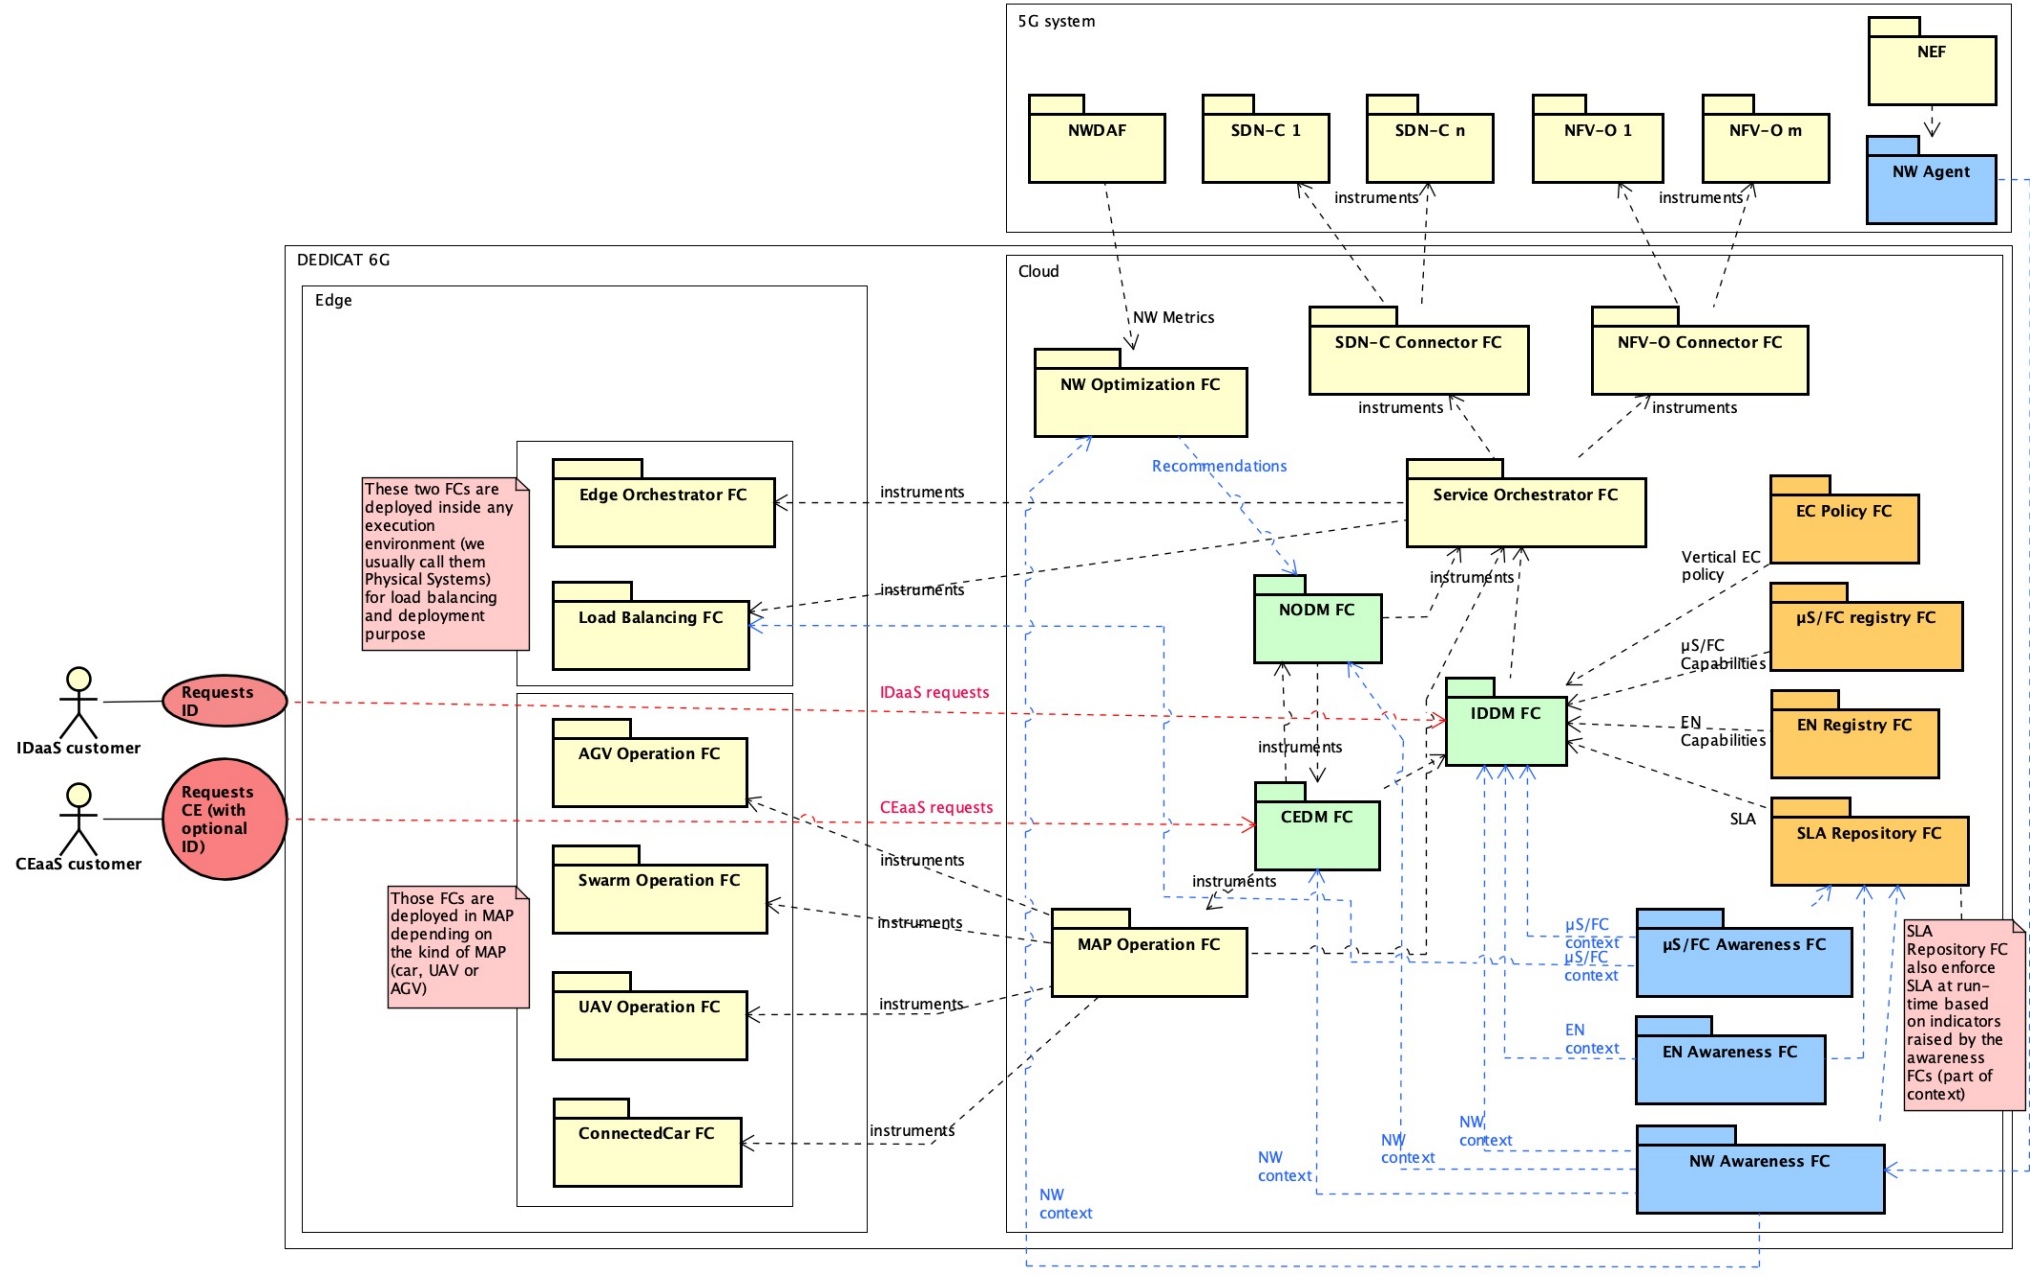 5G system
NEF
NWDAF
SDN-C 1
SDN-C n
NFV-O 1
NFV-O m
NW Agent
instruments
instruments
DEDICAT 6G
Cloud
Edge
NW Metrics
SDN-C Connector FC
NFV-O Connector FC
NW Optimization FC
instruments
instruments
Recommendations
These two FCs are
deployed inside any
execution
environment (we
usually call them
Physical Systems)
for load balancing
and deployment
purpose
Edge Orchestrator FC
instruments
Service Orchestrator FC
EC Policy FC
Vertical EC
policy
instruments
instruments
Load Balancing FC
NODM FC
µS/FC registry FC
µS/FC
Capabilities
Requests
ID
IDaaS customer
IDaaS requests
IDDM FC
EN
Capabilities
EN Registry FC
AGV Operation FC
instruments
Requests
CE (with
optional
ID)
CEaaS customer
CEaaS requests
CEDM FC
SLA
SLA Repository FC
instruments
Swarm Operation FC
instruments
Those FCs are
deployed in MAP
depending on
the kind of MAP
(car, UAV or
AGV)
instruments
MAP Operation FC
µS/FC
context
µS/FC
context
µS/FC Awareness FC
SLA
Repository FC
also enforce
SLA at run-
time based
on indicators
raised by the
awareness
FCs (part of
context)
UAV Operation FC
instruments
EN
context
EN Awareness FC
ConnectedCar FC
instruments
NW
context
NW
context
NW
context
NW
context
NW Awareness FC